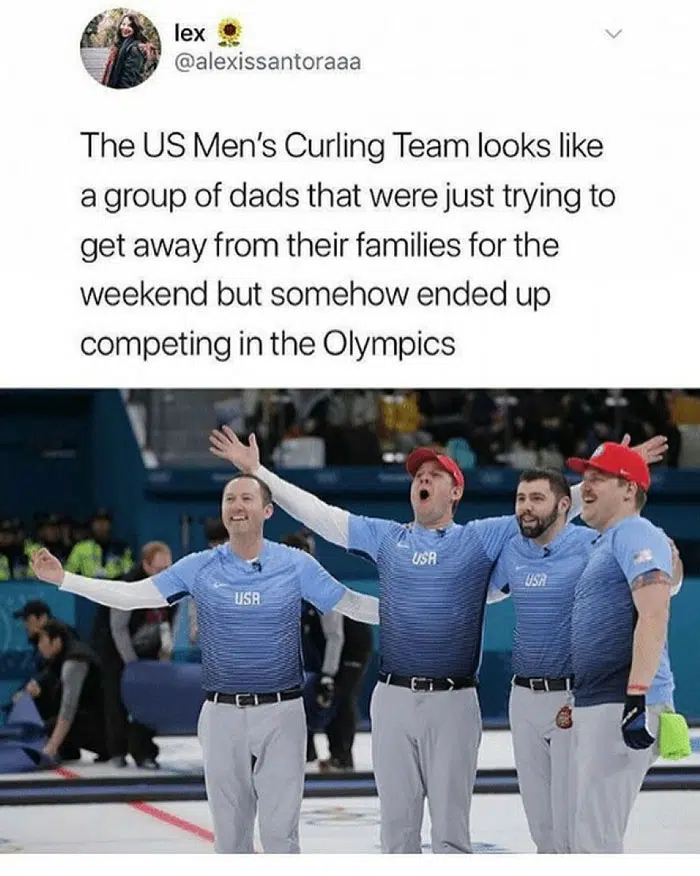 lex 🌻
@alexissantoraaa
The US Men's Curling Team looks like
a group of dads that were just trying to
get away from their families for the
weekend but somehow ended up
competing in the Olympics
USA
USA
USA